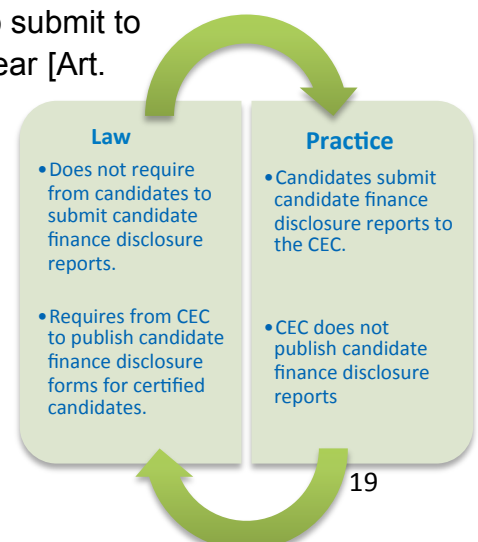 submit to
ear [Art.
Law
• Does not require
from candidates to
submit candidate
finance disclosure
reports.
• Requires from CEC
to publish candidate
finance disclosure
forms for certified
candidates.
Practice
• Candidates submit
candidate finance
disclosure reports to
the CEC.
• CEC does not
publish candidate
finance disclosure
reports
19